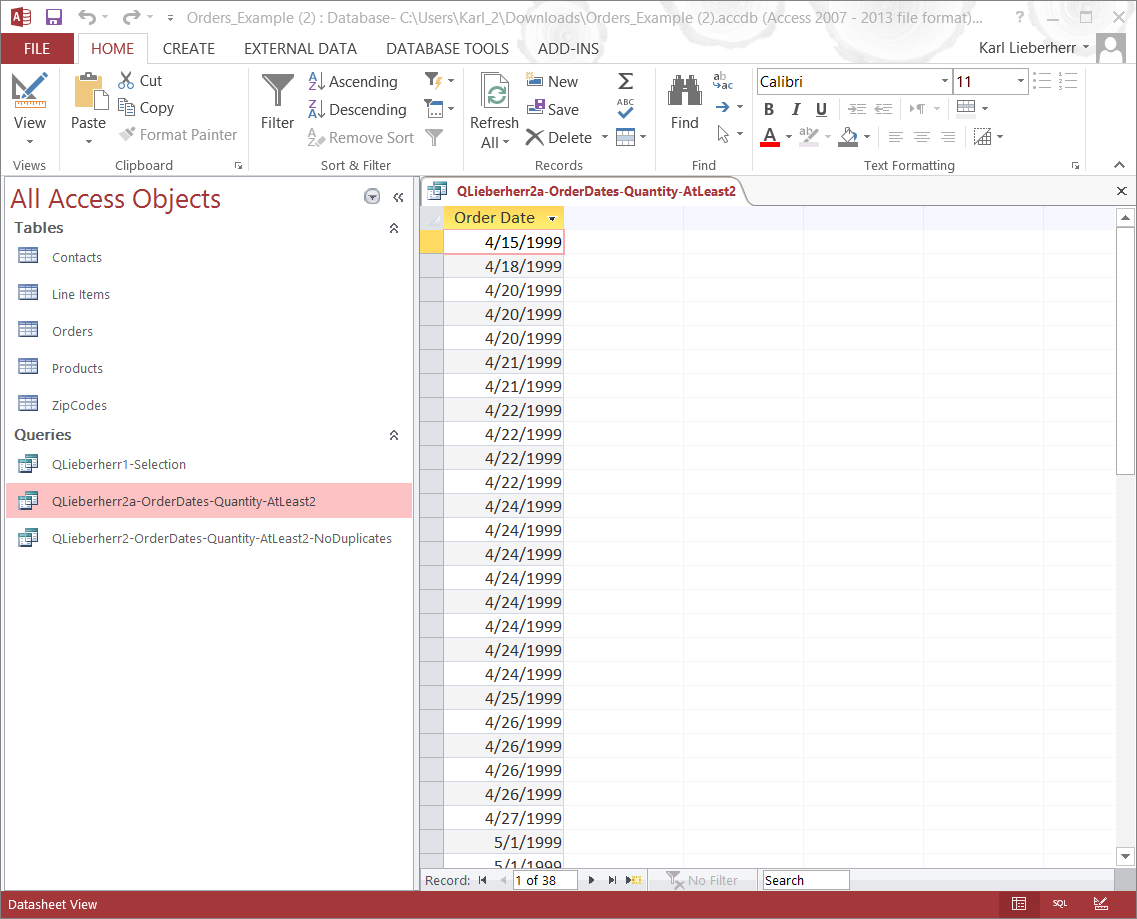 Orders_Example (2) : Database- C:\Users\Karl_2\Downloads\Orders_Example (2).accdb (Access 2007 - 2013 file format)... ?
FILE HOME CREATE EXTERNAL DATA DATABASE TOOLS ADD-INS Karl Lieberherr
View
Views
Paste
Cut
Copy
Format Painter
Clipboard
Filter
Ascending
Descending
Remove Sort
Sort & Filter
Refresh
All
New
Save
Delete
ABC
Records
Find
ab
ac
Find
Calibri 11
B I U
A ab
Text Formatting
All Access Objects
Tables
Contacts
Line Items
Orders
Products
ZipCodes
Queries
QLieberherr1-Selection
QLieberherr2a-OrderDates-Quantity-AtLeast2
QLieberherr2-OrderDates-Quantity-AtLeast2-NoDuplicates
QLieberherr2a-OrderDates-Quantity-AtLeast2
Order Date
4/15/1999
4/18/1999
4/20/1999
4/20/1999
4/20/1999
4/21/1999
4/21/1999
4/22/1999
4/22/1999
4/22/1999
4/22/1999
4/24/1999
4/24/1999
4/24/1999
4/24/1999
4/24/1999
4/24/1999
4/24/1999
4/24/1999
4/25/1999
4/26/1999
4/26/1999
4/26/1999
4/26/1999
4/27/1999
5/1/1999
5/1/1999
Record: 1 of 38 No Filter Search
Datasheet View SQL